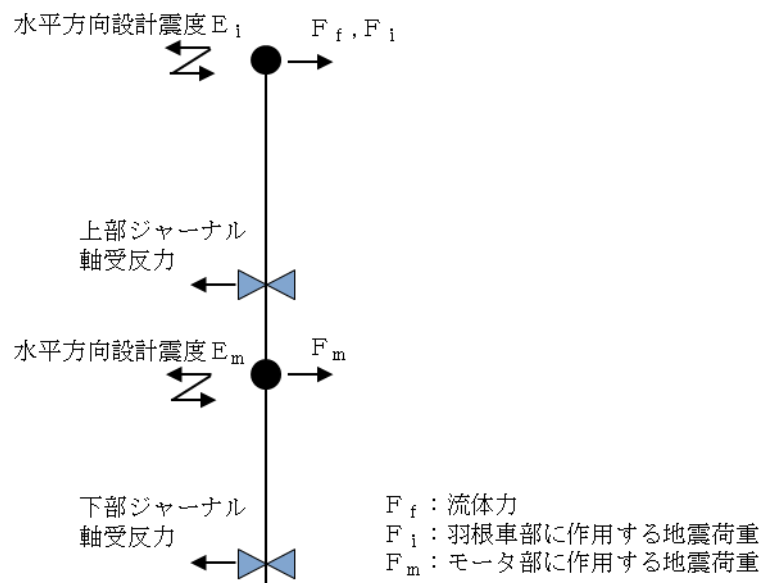 水平方向設計震度Ei
Ff,Fi
上部ジャーナル
軸受反力
水平方向設計震度Em
Fm
下部ジャーナル
軸受反力
Ff:流体力
Fi:羽根車部に作用する地震荷重
Fm:モータ部に作用する地震荷重